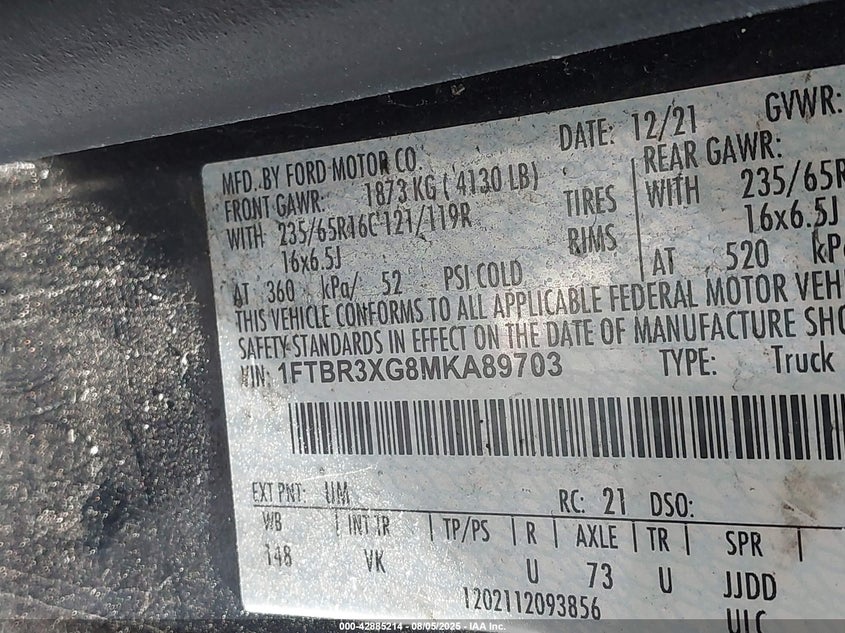 DATE: 12/21 GVWR:
MFD. BY FORD MOTOR CO.
FRONT GAWR: 1873 KG ( 4130 LB) REAR GAWR:
WITH 235/65R16C 121/119R TIRES WITH 235/65R
16x6.5J RIMS 16x6.5J
AT 360 kPa/ 52 PSI COLD AT 520 kPa
THIS VEHICLE CONFORMS TO ALL APPLICABLE FEDERAL MOTOR VEH
SAFETY-STANDARDS IN EFFECT ON THE DATE OF MANUFACTURE SHO
VIN: 1FTBR3XG8MKA89703 TYPE: Truck
EXT PNT: UM RC: 21 DSO:
WB | INT TR | TP/PS | R | AXLE | TR | SPR
148 VK U 73 U JJDD
1202112093856 ULC
000-42885214 - 08/05/2025 - IAA Inc.